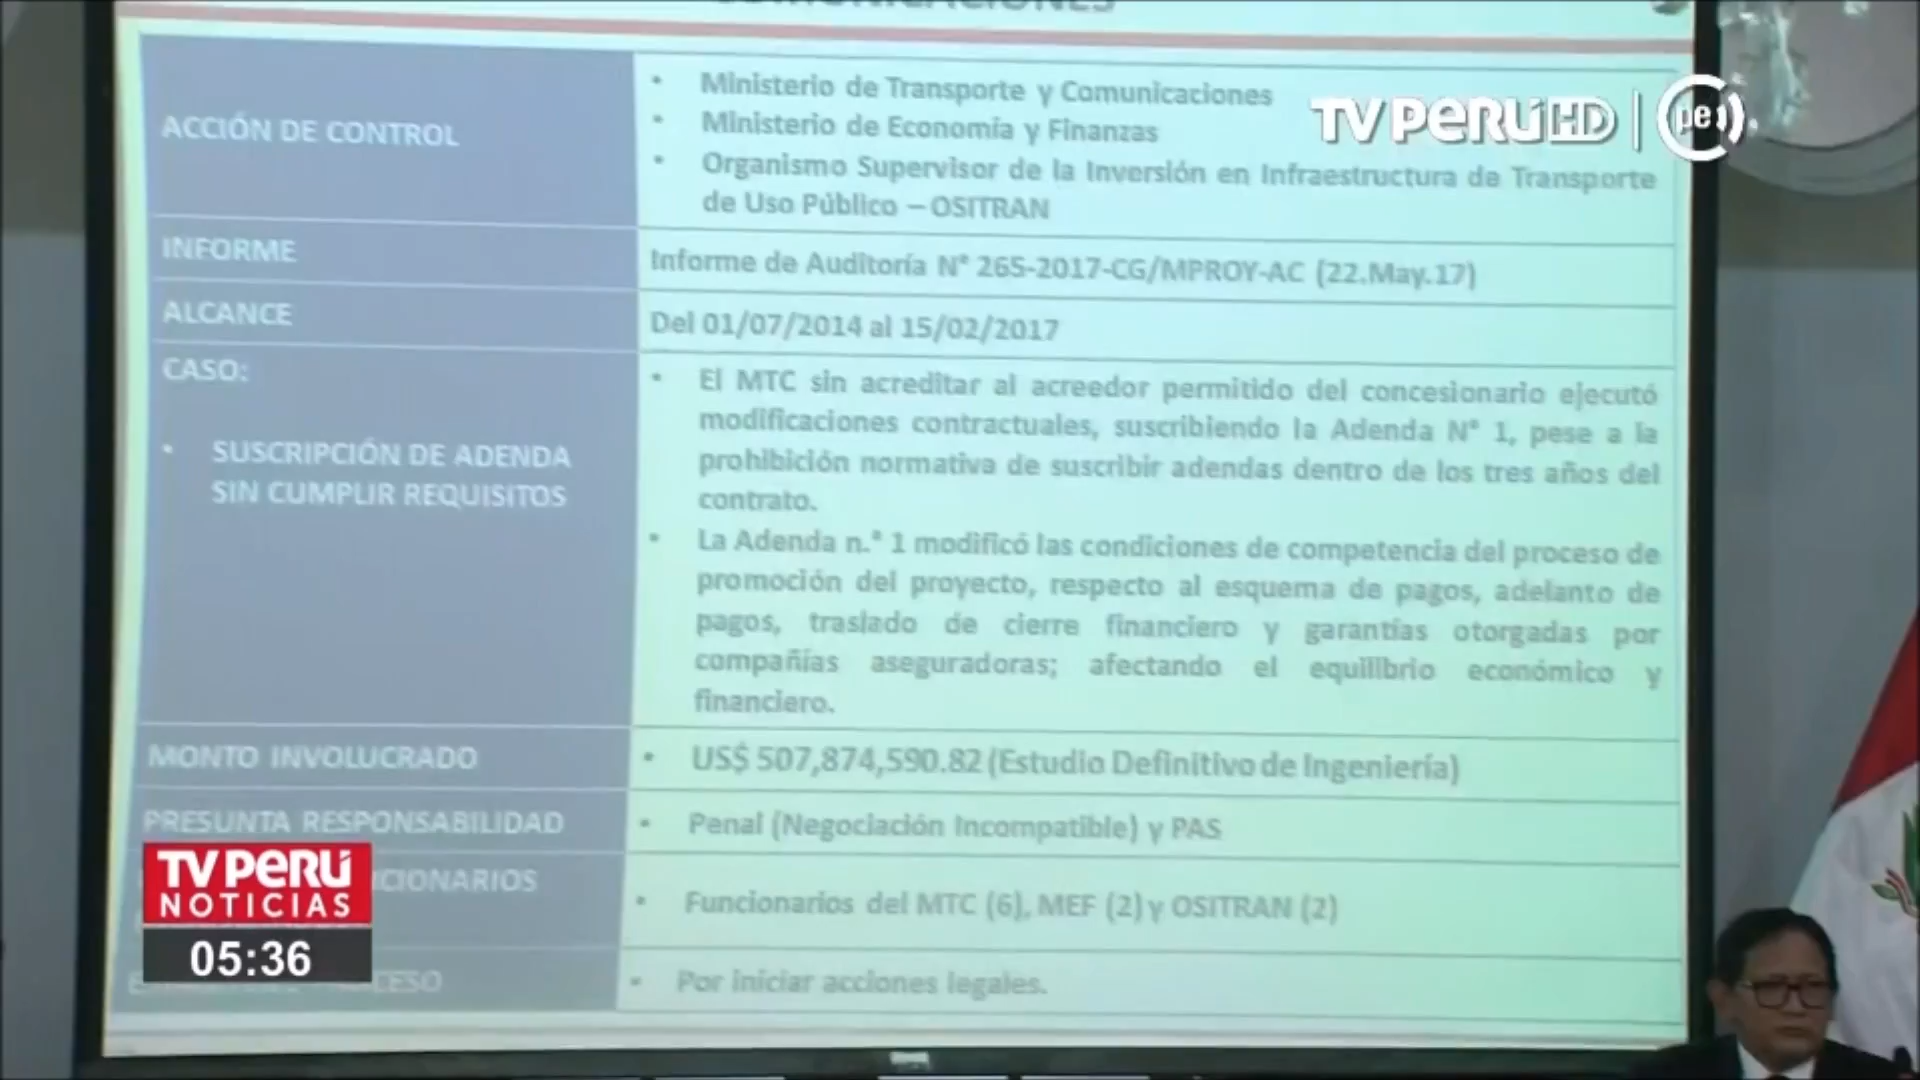 ACCIÓN DE CONTROL
• Ministerio de Transporte y Comunicaciones
• Ministerio de Economía y Finanzas
• Organismo Supervisor de la Inversión en Infraestructura de Transporte
de Uso Público – OSITRAN
TVPERÚ HD | pe))
INFORME
Informe de Auditoría N° 265-2017-CG/MPROY-AC (22.May.17)
ALCANCE
Del 01/07/2014 al 15/02/2017
CASO:
• SUSCRIPCIÓN DE ADENDA
SIN CUMPLIR REQUISITOS
• El MTC sin acreditar al acreedor permitido del concesionario ejecutó
modificaciones contractuales, suscribiendo la Adenda N° 1, pese a la
prohibición normativa de suscribir adendas dentro de los tres años del
contrato.
• La Adenda n.° 1 modificó las condiciones de competencia del proceso de
promoción del proyecto, respecto al esquema de pagos, adelanto de
pagos, traslado de cierre financiero y garantías otorgadas por
compañías aseguradoras; afectando el equilibrio económico y
financiero.
MONTO INVOLUCRADO
• US$ 507,874,590.82 (Estudio Definitivo de Ingeniería)
PRESUNTA RESPONSABILIDAD
• Penal (Negociación Incompatible) y PAS
• Funcionarios del MTC (6), MEF (2) y OSITRAN (2)
• Por iniciar acciones legales.
TVPERÚ
NOTICIAS
05:36